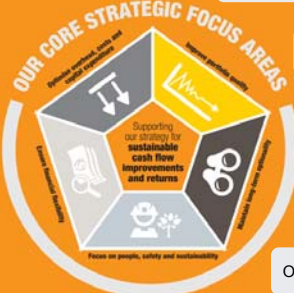 OUR CORE STRATEGIC FOCUS AREAS
Optimise overhead, costs and
capital expenditure
Improve portfolio quality
Supporting
our strategy for
sustainable
cash flow
improvements
and returns
Ensure financial flexibility
Maintain long-term optionality
Focus on people, safety and sustainability
O